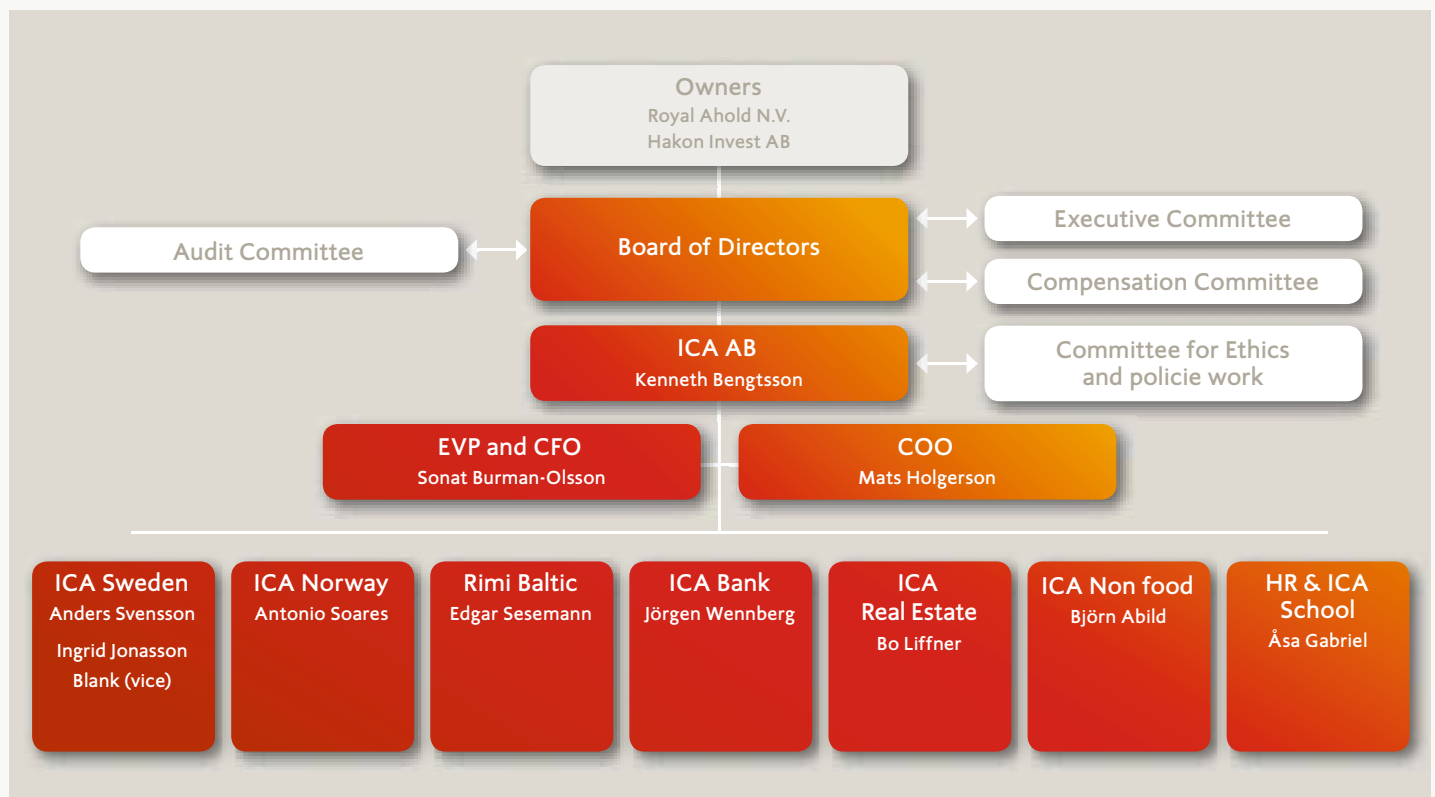 Owners
Royal Ahold N.V.
Hakon Invest AB
Audit Committee
Board of Directors
Executive Committee
Compensation Committee
ICA AB
Kenneth Bengtsson
Committee for Ethics
and policie work
EVP and CFO
Sonat Burman-Olsson
COO
Mats Holgerson
ICA Sweden
Anders Svensson
Ingrid Jonasson
Blank (vice)
ICA Norway
Antonio Soares
Rimi Baltic
Edgar Sesemann
ICA Bank
Jörgen Wennberg
ICA
Real Estate
Bo Liffner
ICA Non food
Björn Abild
HR & ICA
School
Åsa Gabriel